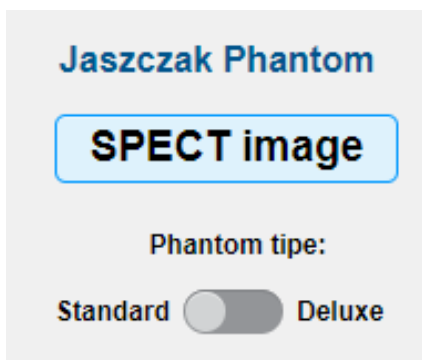 Jaszczak Phantom
SPECT image
Phantom tipe:
Standard Deluxe